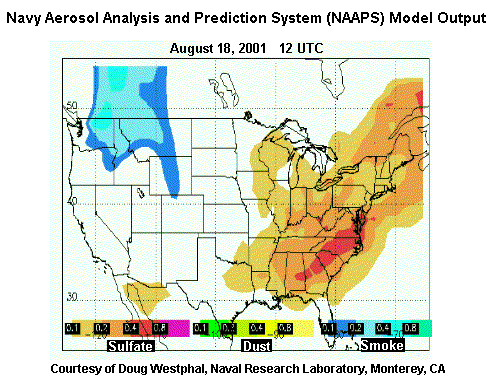 Navy Aerosol Analysis and Prediction System (NAAPS) Model Output
August 18, 2001 12 UTC
50
40
30
0.1 0.2 0.4 0.8 0.1 0.2 0.4 0.8 0.1 0.2 0.4 0.8
-90 -70
Sulfate Dust Smoke
Courtesy of Doug Westphal, Naval Research Laboratory, Monterey, CA